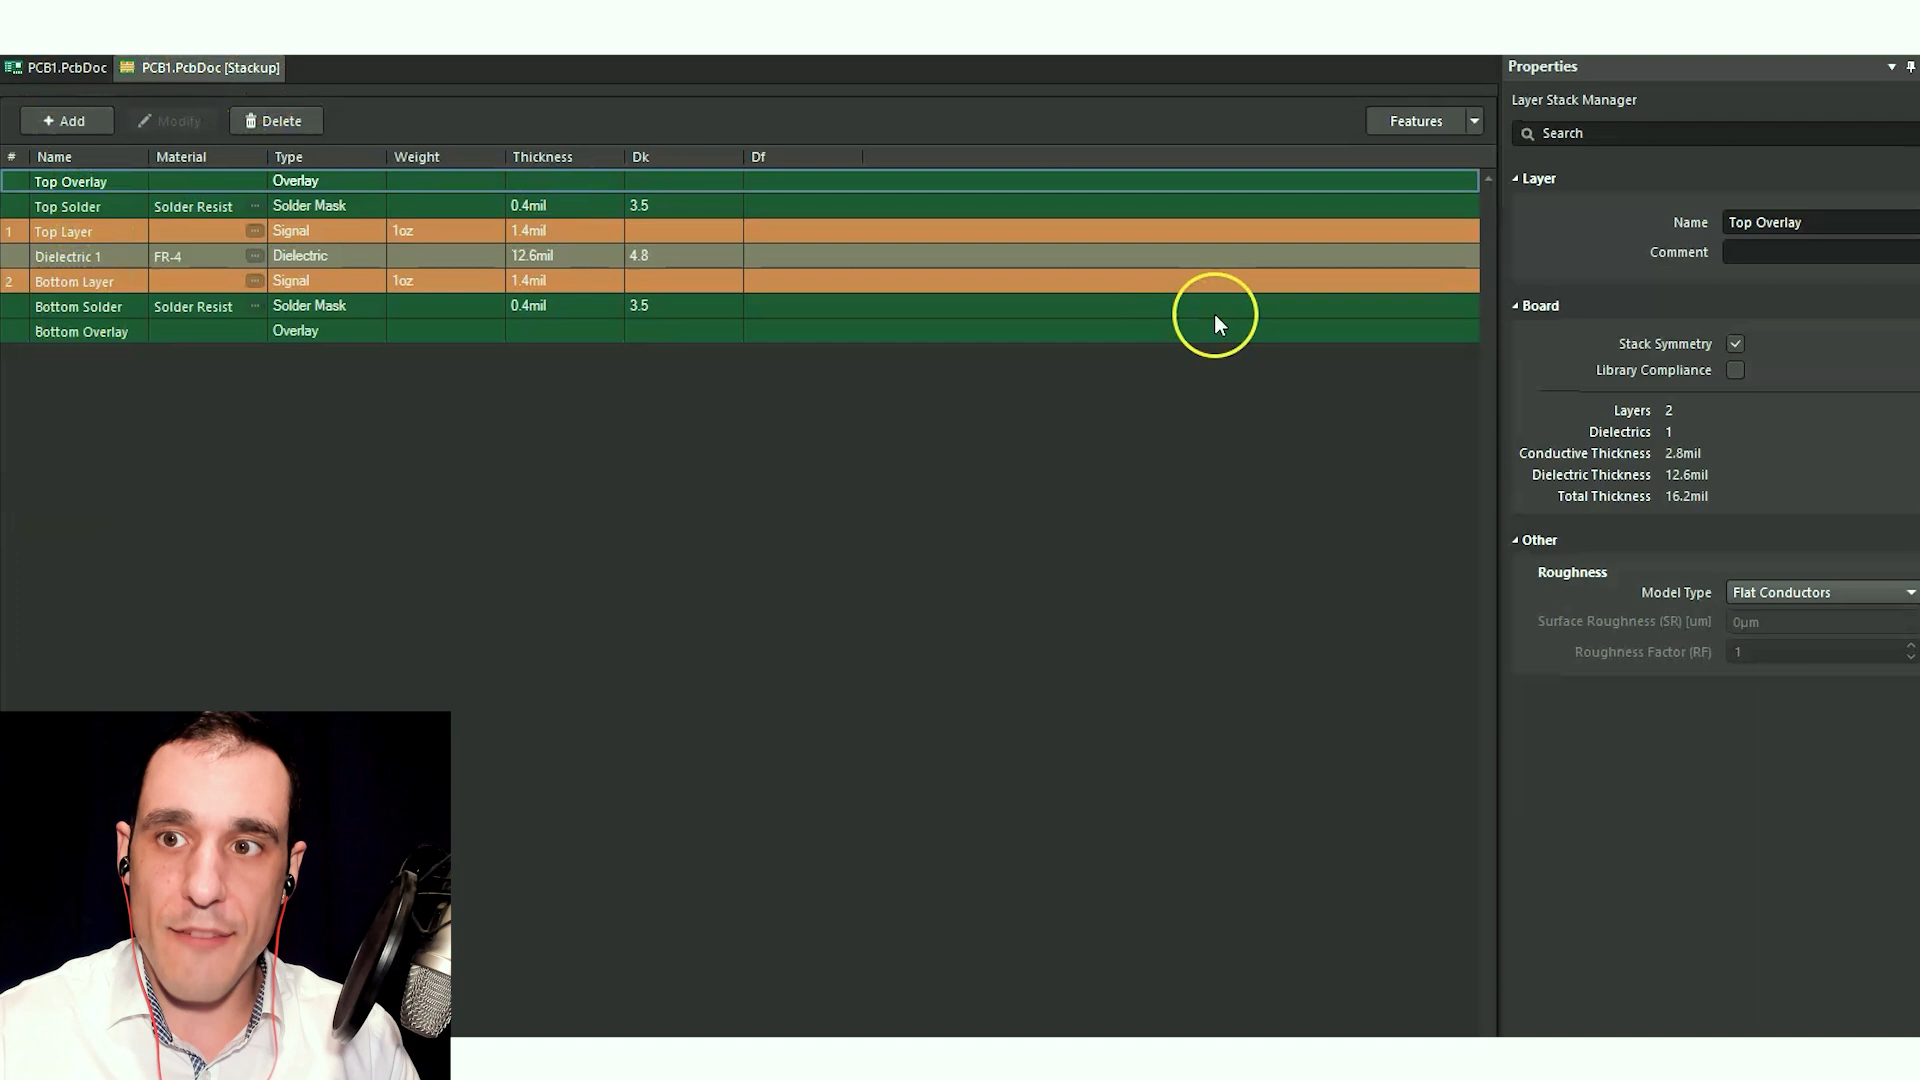 PCB1.PcbDoc PCB1.PcbDoc [Stackup]
Properties
Layer Stack Manager
+ Add Modify Delete Features
Search
# Name Material Type Weight Thickness Dk Df
Top Overlay Overlay
Top Solder Solder Resist ... Solder Mask 0.4mil 3.5
1 Top Layer ... Signal 1oz 1.4mil
Dielectric 1 FR-4 ... Dielectric 12.6mil 4.8
2 Bottom Layer ... Signal 1oz 1.4mil
Bottom Solder Solder Resist ... Solder Mask 0.4mil 3.5
Bottom Overlay Overlay
Layer
Name Top Overlay
Comment
Board
Stack Symmetry
Library Compliance
Layers 2
Dielectrics 1
Conductive Thickness 2.8mil
Dielectric Thickness 12.6mil
Total Thickness 16.2mil
Other
Roughness
Model Type Flat Conductors
Surface Roughness (SR) [um] 0µm
Roughness Factor (RF) 1